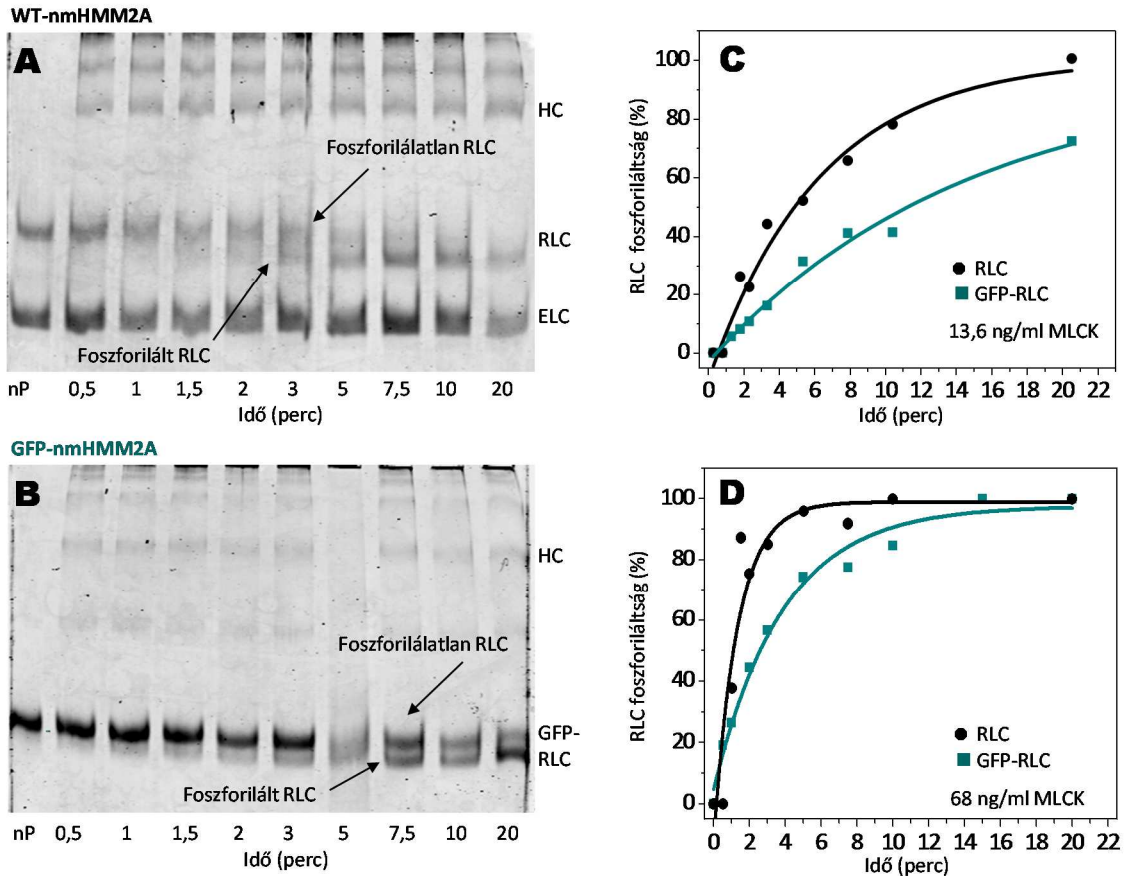 WT-nmHMM2A
A
HC
Foszforilálatlan RLC
RLC
ELC
Foszforilált RLC
nP 0,5 1 1,5 2 3 5 7,5 10 20
Idő (perc)
GFP-nmHMM2A
B
HC
Foszforilálatlan RLC
GFP-
RLC
Foszforilált RLC
nP 0,5 1 1,5 2 3 5 7,5 10 20
Idő (perc)
C
RLC foszforiláltság (%)
100
80
60
40
20
0
RLC
GFP-RLC
13,6 ng/ml MLCK
0 2 4 6 8 10 12 14 16 18 20 22
Idő (perc)
D
RLC foszforiláltság (%)
100
80
60
40
20
0
RLC
GFP-RLC
68 ng/ml MLCK
0 2 4 6 8 10 12 14 16 18 20 22
Idő (perc)